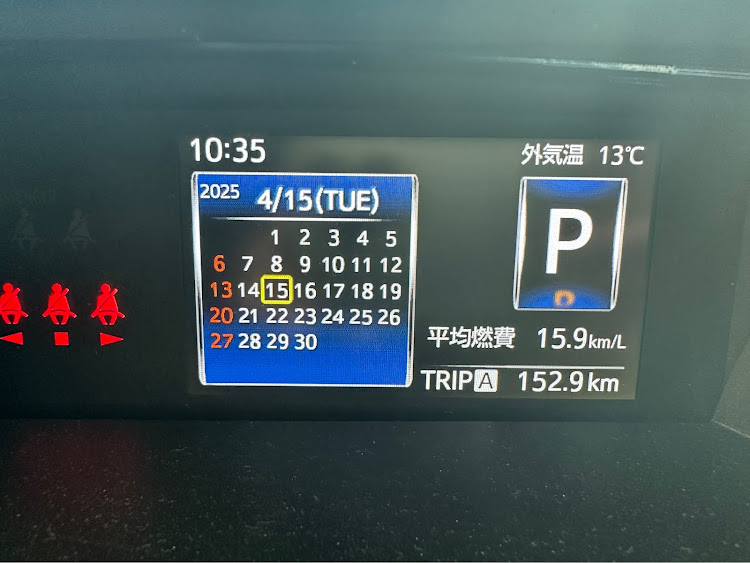 10:35
外気温 13℃
2025 4/15(TUE)
1 2 3 4 5
6 7 8 9 10 11 12
13 14 15 16 17 18 19
20 21 22 23 24 25 26
27 28 29 30
P
D
平均燃費 15.9km/L
TRIP A 152.9km